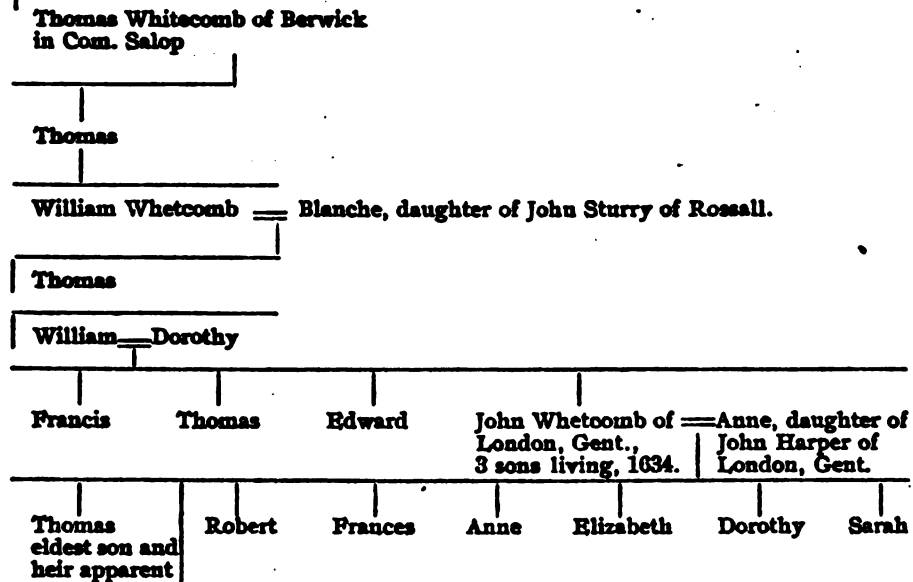 Thomas Whitecomb of Berwick
in Com. Salop
Thomas
William Whetcomb = Blanche, daughter of John Sturry of Rossall.
Thomas
William = Dorothy
Francis Thomas Edward John Whetcomb of = Anne, daughter of
London, Gent., John Harper of
3 sons living, 1634. London, Gent.
Thomas Robert Frances Anne Elizabeth Dorothy Sarah
eldest son and
heir apparent